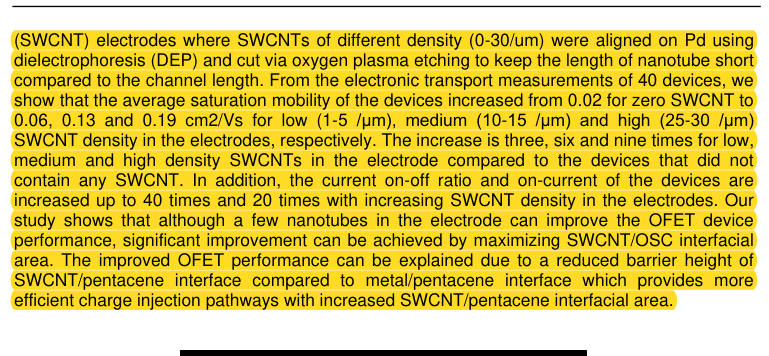 (SWCNT) electrodes where SWCNTs of different density (0-30/um) were aligned on Pd using
dielectrophoresis (DEP) and cut via oxygen plasma etching to keep the length of nanotube short
compared to the channel length. From the electronic transport measurements of 40 devices, we
show that the average saturation mobility of the devices increased from 0.02 for zero SWCNT to
0.06, 0.13 and 0.19 cm2/Vs for low (1-5 /µm), medium (10-15 /µm) and high (25-30 /µm)
SWCNT density in the electrodes, respectively. The increase is three, six and nine times for low,
medium and high density SWCNTs in the electrode compared to the devices that did not
contain any SWCNT. In addition, the current on-off ratio and on-current of the devices are
increased up to 40 times and 20 times with increasing SWCNT density in the electrodes. Our
study shows that although a few nanotubes in the electrode can improve the OFET device
performance, significant improvement can be achieved by maximizing SWCNT/OSC interfacial
area. The improved OFET performance can be explained due to a reduced barrier height of
SWCNT/pentacene interface compared to metal/pentacene interface which provides more
efficient charge injection pathways with increased SWCNT/pentacene interfacial area.